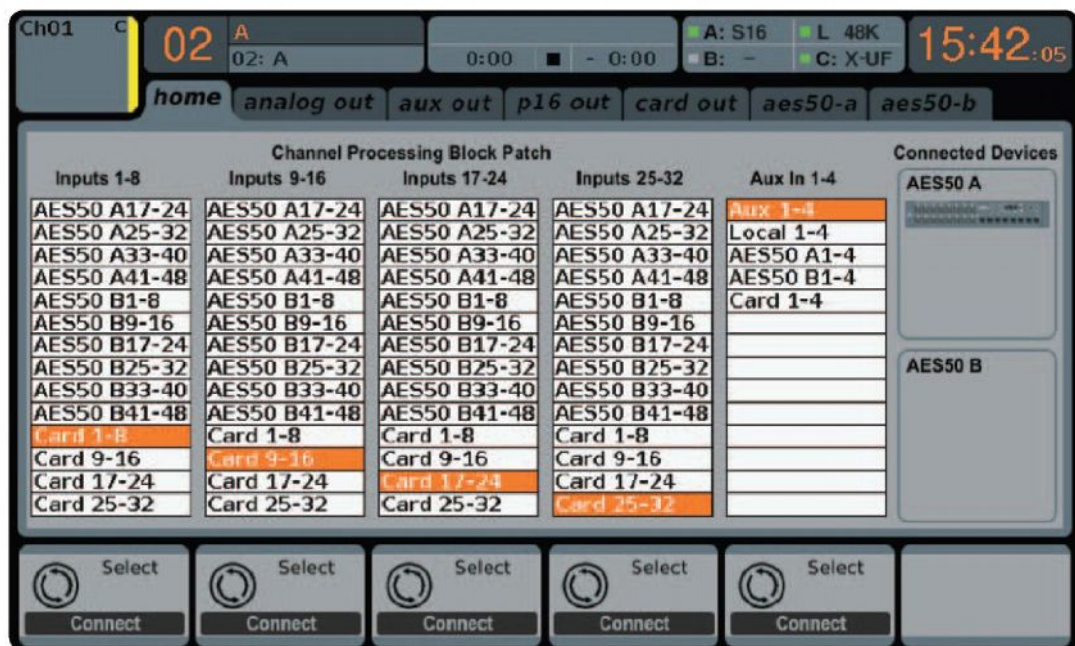 Ch01 C
02
A
02: A
0:00 - 0:00
A: S16
B: -
L 48K
C: X-UF
15:42:05
home analog out aux out p16 out card out aes50-a aes50-b
Channel Processing Block Patch
Connected Devices
Inputs 1-8 Inputs 9-16 Inputs 17-24 Inputs 25-32 Aux In 1-4
AES50 A17-24 AES50 A17-24 AES50 A17-24 AES50 A17-24 Aux 1-4
AES50 A25-32 AES50 A25-32 AES50 A25-32 AES50 A25-32 Local 1-4
AES50 A33-40 AES50 A33-40 AES50 A33-40 AES50 A33-40 AES50 A1-4
AES50 A41-48 AES50 A41-48 AES50 A41-48 AES50 A41-48 AES50 B1-4
AES50 B1-8 AES50 B1-8 AES50 B1-8 AES50 B1-8 Card 1-4
AES50 B9-16 AES50 B9-16 AES50 B9-16 AES50 B9-16
AES50 B17-24 AES50 B17-24 AES50 B17-24 AES50 B17-24
AES50 B25-32 AES50 B25-32 AES50 B25-32 AES50 B25-32
AES50 B33-40 AES50 B33-40 AES50 B33-40 AES50 B33-40
AES50 B41-48 AES50 B41-48 AES50 B41-48 AES50 B41-48
Card 1-8 Card 1-8 Card 1-8 Card 1-8
Card 9-16 Card 9-16 Card 9-16 Card 9-16
Card 17-24 Card 17-24 Card 17-24 Card 17-24
Card 25-32 Card 25-32 Card 25-32 Card 25-32
AES50 A
AES50 B
Select Select Select Select Select
Connect Connect Connect Connect Connect